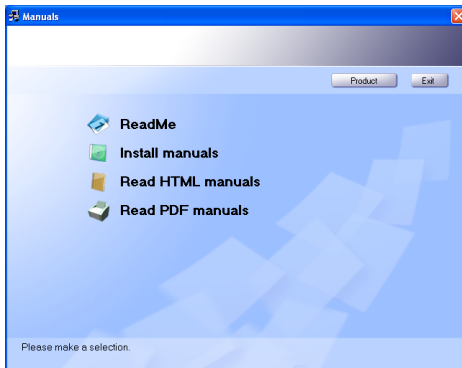 Manuals
Product
Exit
ReadMe
Install manuals
Read HTML manuals
Read PDF manuals
Please make a selection.